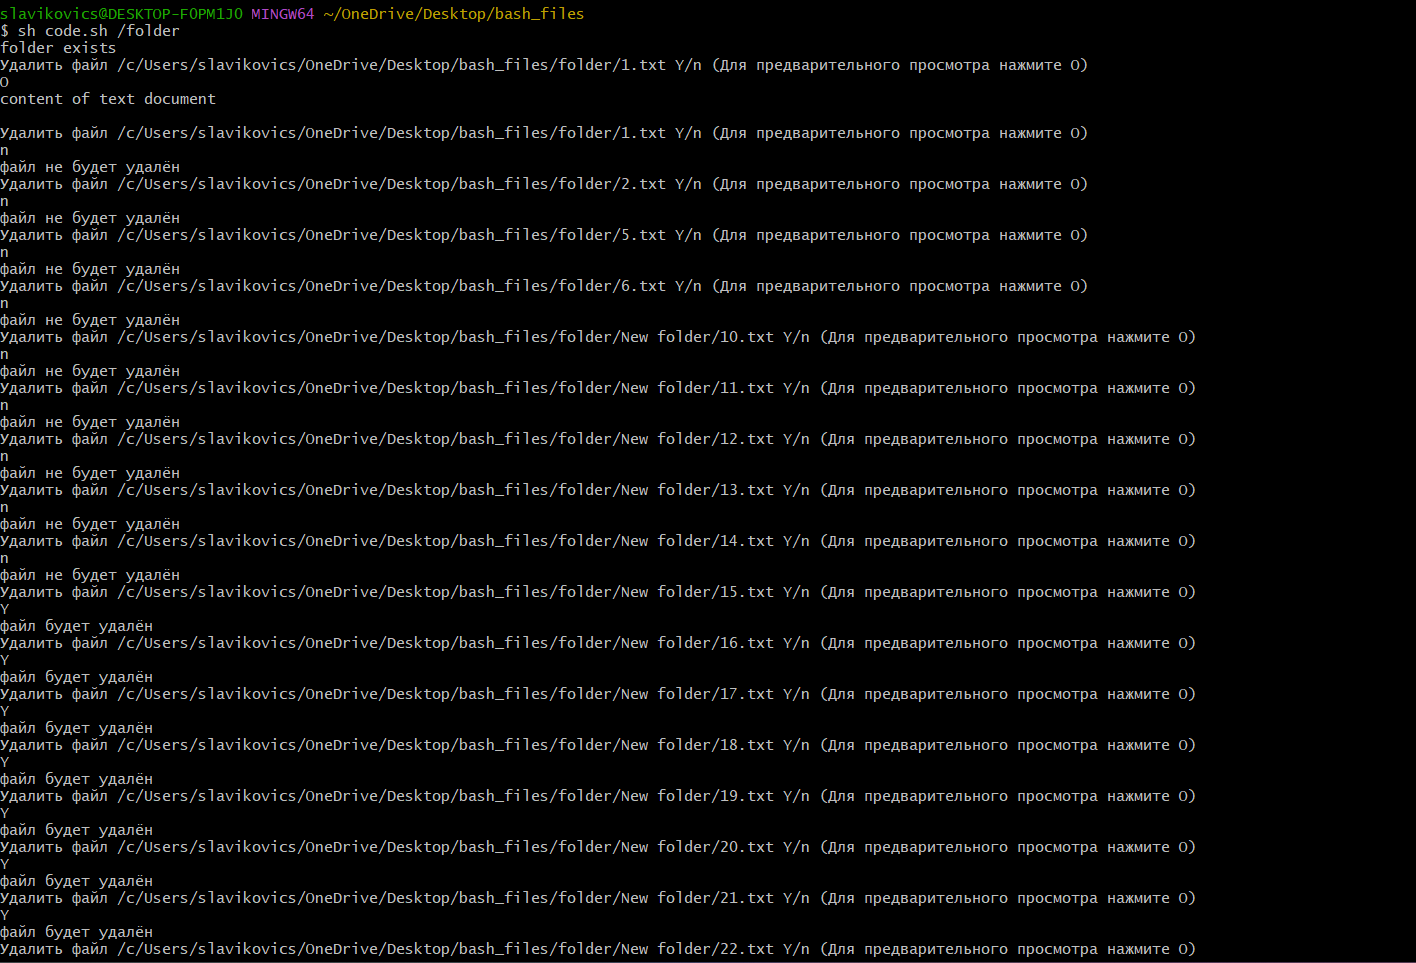 slavikovics@DESKTOP-F0PM1J0 MINGW64 ~/OneDrive/Desktop/bash_files
$ sh code.sh /folder
folder exists
Удалить файл /c/Users/slavikovics/OneDrive/Desktop/bash_files/folder/1.txt Y/n (Для предварительного просмотра нажмите O)
O
content of text document

Удалить файл /c/Users/slavikovics/OneDrive/Desktop/bash_files/folder/1.txt Y/n (Для предварительного просмотра нажмите O)
n
файл не будет удалён
Удалить файл /c/Users/slavikovics/OneDrive/Desktop/bash_files/folder/2.txt Y/n (Для предварительного просмотра нажмите O)
n
файл не будет удалён
Удалить файл /c/Users/slavikovics/OneDrive/Desktop/bash_files/folder/5.txt Y/n (Для предварительного просмотра нажмите O)
n
файл не будет удалён
Удалить файл /c/Users/slavikovics/OneDrive/Desktop/bash_files/folder/6.txt Y/n (Для предварительного просмотра нажмите O)
n
файл не будет удалён
Удалить файл /c/Users/slavikovics/OneDrive/Desktop/bash_files/folder/New folder/10.txt Y/n (Для предварительного просмотра нажмите O)
n
файл не будет удалён
Удалить файл /c/Users/slavikovics/OneDrive/Desktop/bash_files/folder/New folder/11.txt Y/n (Для предварительного просмотра нажмите O)
n
файл не будет удалён
Удалить файл /c/Users/slavikovics/OneDrive/Desktop/bash_files/folder/New folder/12.txt Y/n (Для предварительного просмотра нажмите O)
n
файл не будет удалён
Удалить файл /c/Users/slavikovics/OneDrive/Desktop/bash_files/folder/New folder/13.txt Y/n (Для предварительного просмотра нажмите O)
n
файл не будет удалён
Удалить файл /c/Users/slavikovics/OneDrive/Desktop/bash_files/folder/New folder/14.txt Y/n (Для предварительного просмотра нажмите O)
n
файл не будет удалён
Удалить файл /c/Users/slavikovics/OneDrive/Desktop/bash_files/folder/New folder/15.txt Y/n (Для предварительного просмотра нажмите O)
Y
файл будет удалён
Удалить файл /c/Users/slavikovics/OneDrive/Desktop/bash_files/folder/New folder/16.txt Y/n (Для предварительного просмотра нажмите O)
Y
файл будет удалён
Удалить файл /c/Users/slavikovics/OneDrive/Desktop/bash_files/folder/New folder/17.txt Y/n (Для предварительного просмотра нажмите O)
Y
файл будет удалён
Удалить файл /c/Users/slavikovics/OneDrive/Desktop/bash_files/folder/New folder/18.txt Y/n (Для предварительного просмотра нажмите O)
Y
файл будет удалён
Удалить файл /c/Users/slavikovics/OneDrive/Desktop/bash_files/folder/New folder/19.txt Y/n (Для предварительного просмотра нажмите O)
Y
файл будет удалён
Удалить файл /c/Users/slavikovics/OneDrive/Desktop/bash_files/folder/New folder/20.txt Y/n (Для предварительного просмотра нажмите O)
Y
файл будет удалён
Удалить файл /c/Users/slavikovics/OneDrive/Desktop/bash_files/folder/New folder/21.txt Y/n (Для предварительного просмотра нажмите O)
Y
файл будет удалён
Удалить файл /c/Users/slavikovics/OneDrive/Desktop/bash_files/folder/New folder/22.txt Y/n (Для предварительного просмотра нажмите O)